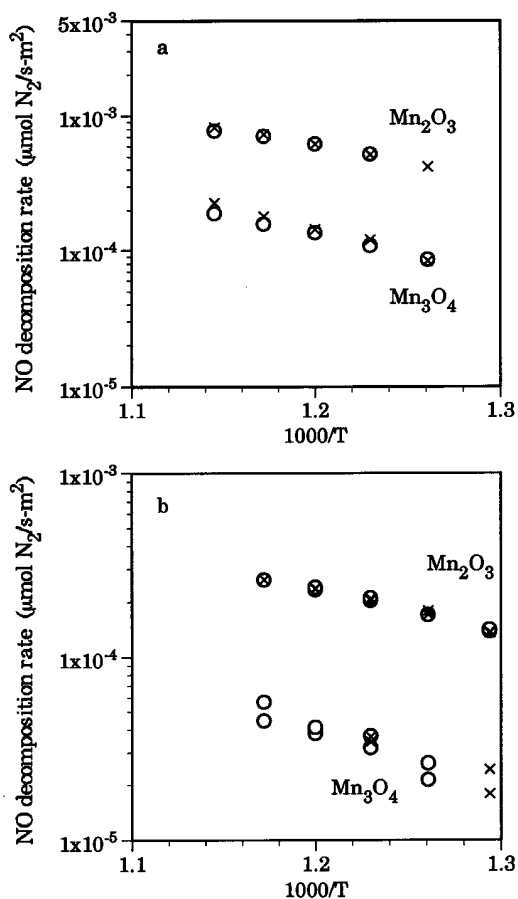 5x10⁻³
a
1x10⁻³
Mn₂O₃
1x10⁻⁴
Mn₃O₄
1x10⁻⁵
NO decomposition rate (μmol N₂/s-m²)
1.1 1.2 1.3
1000/T
1x10⁻³
b
Mn₂O₃
1x10⁻⁴
Mn₃O₄
1x10⁻⁵
NO decomposition rate (μmol N₂/s-m²)
1.1 1.2 1.3
1000/T